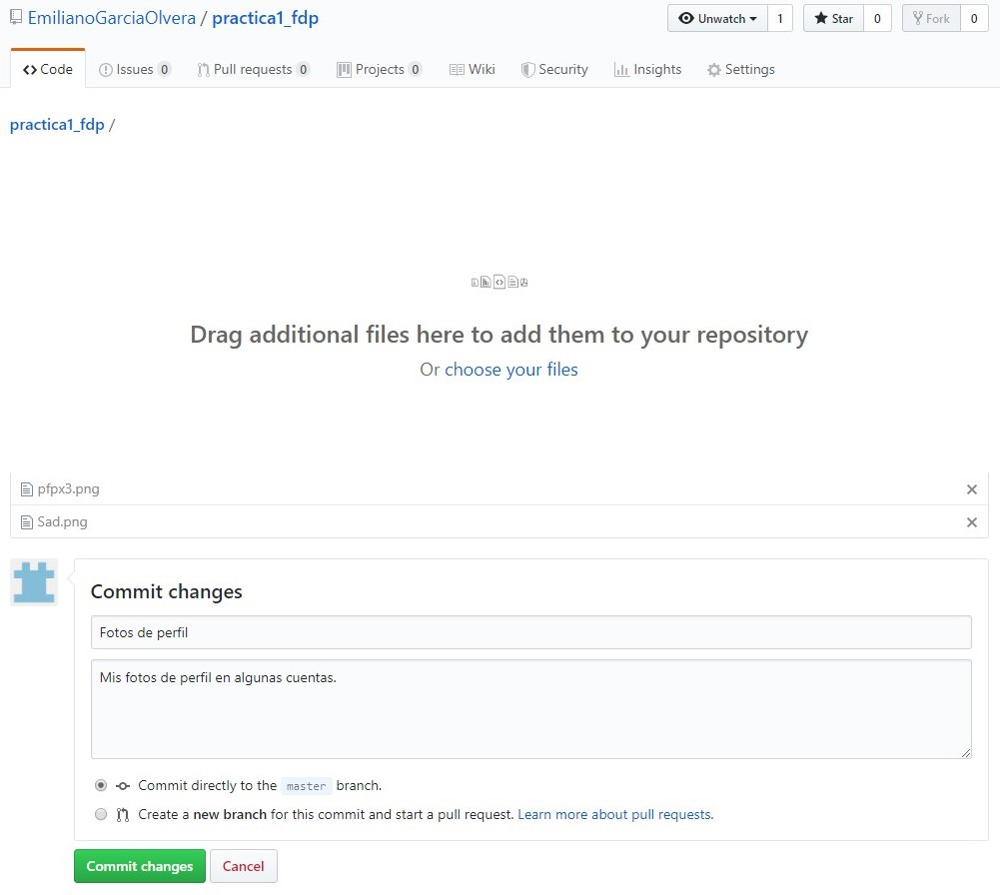 EmilianoGarciaOlvera / practica1_fdp Unwatch 1 Star 0 Fork 0
Code Issues 0 Pull requests 0 Projects 0 Wiki Security Insights Settings
practica1_fdp /
Drag additional files here to add them to your repository
Or choose your files
pfpx3.png
Sad.png
Commit changes
Fotos de perfil
Mis fotos de perfil en algunas cuentas.
Commit directly to the master branch.
Create a new branch for this commit and start a pull request. Learn more about pull requests.
Commit changes Cancel